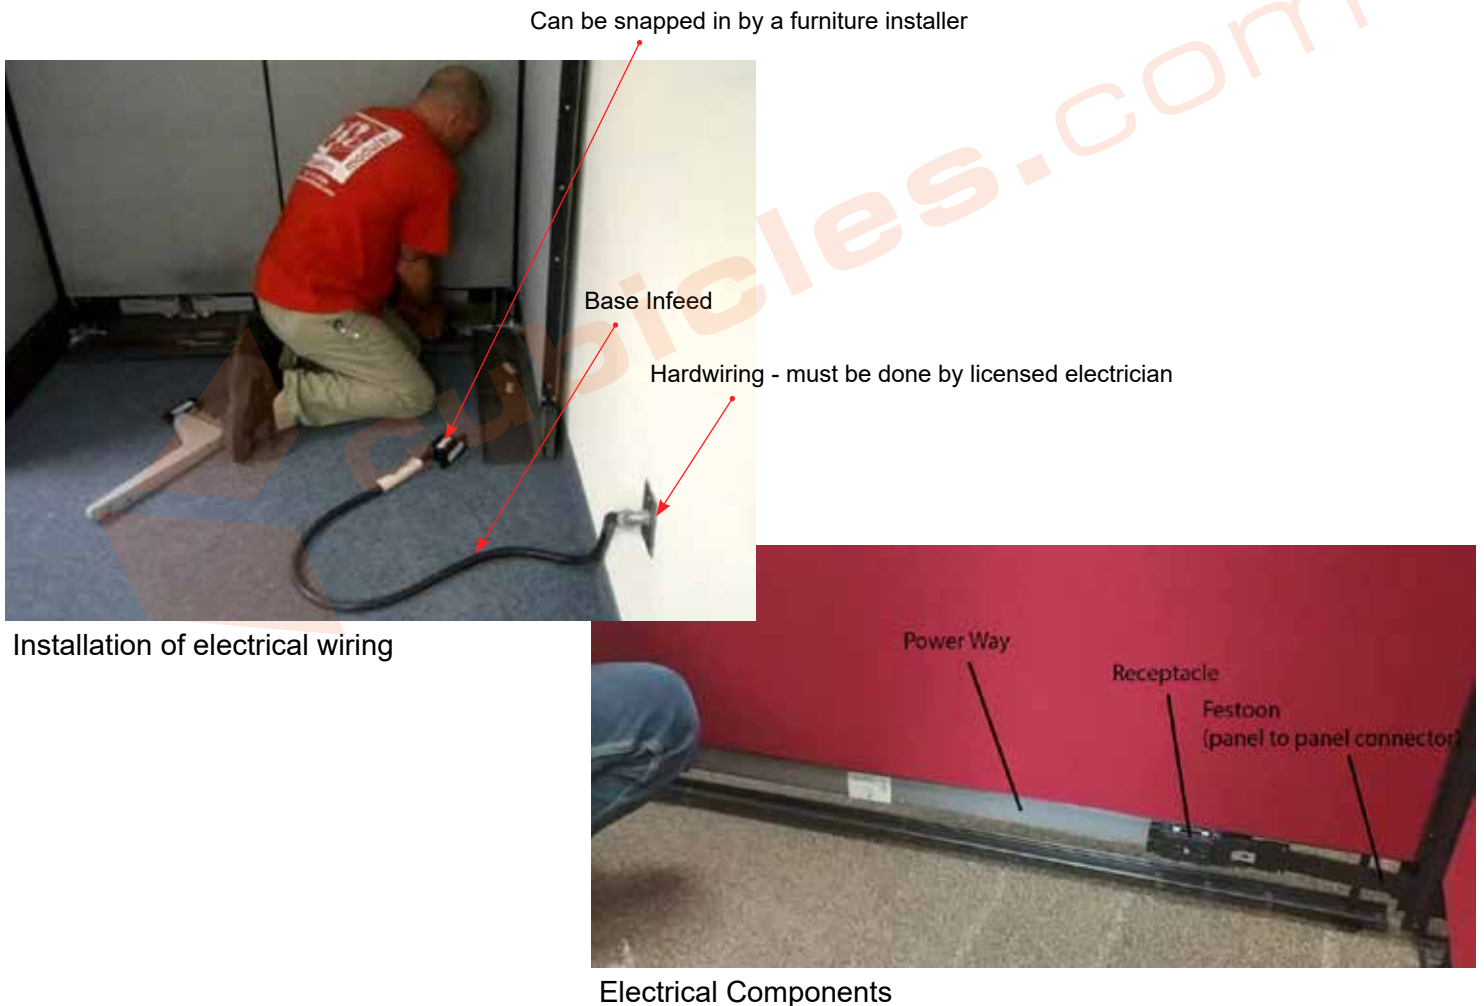 Can be snapped in by a furniture installer
modular
Base Infeed
Hardwiring - must be done by licensed electrician
cubicles.com
Installation of electrical wiring
Power Way
Receptacle
Festoon
(panel to panel connector)
Electrical Components